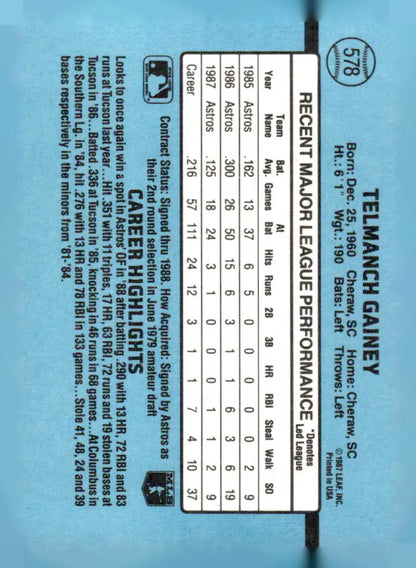 578
TELMANCH GAINEY
Born: Dec. 25, 1960 Cheraw, SC Home: Cheraw, SC
Ht.: 6'1" Wgt.: 190 Bats: Left Throws: Left
©1987 LEAF, INC.
Printed in USA
RECENT MAJOR LEAGUE PERFORMANCE *Denotes Led League
Year Team Name Bat. Avg. Games At Bat Hits Runs 2B 3B HR RBI Steal Walk SO
1985 Astros .162 13 37 6 5 0 0 0 0 0 2 9
1986 Astros .300 26 50 15 6 3 1 1 6 3 6 19
1987 Astros .125 18 24 3 1 0 0 0 1 1 2 9
Career .216 57 111 24 12 3 1 1 7 4 10 37
Contract Status: Signed thru 1988. How Acquired: Signed by Astros as
their 2nd round selection in June 1979 amateur draft
MLB
CAREER HIGHLIGHTS
Looks to once again win a spot in Astros' OF in '88 after batting .290 with 13 HR, 72 RBI and 83
runs at Tucson last year... Hit .351 with 11 triples, 17 HR, 63 RBI, 72 runs and 19 stolen bases at
Tucson in '86... Batted .336 at Tucson in '85, knocking in 46 runs in 68 games... At Columbus in
the Southern Lg. in '84, hit .276 with 13 HR and 78 RBI in 133 games... Stole 41, 48, 24 and 39
bases respectively in the minors from '81-'84.